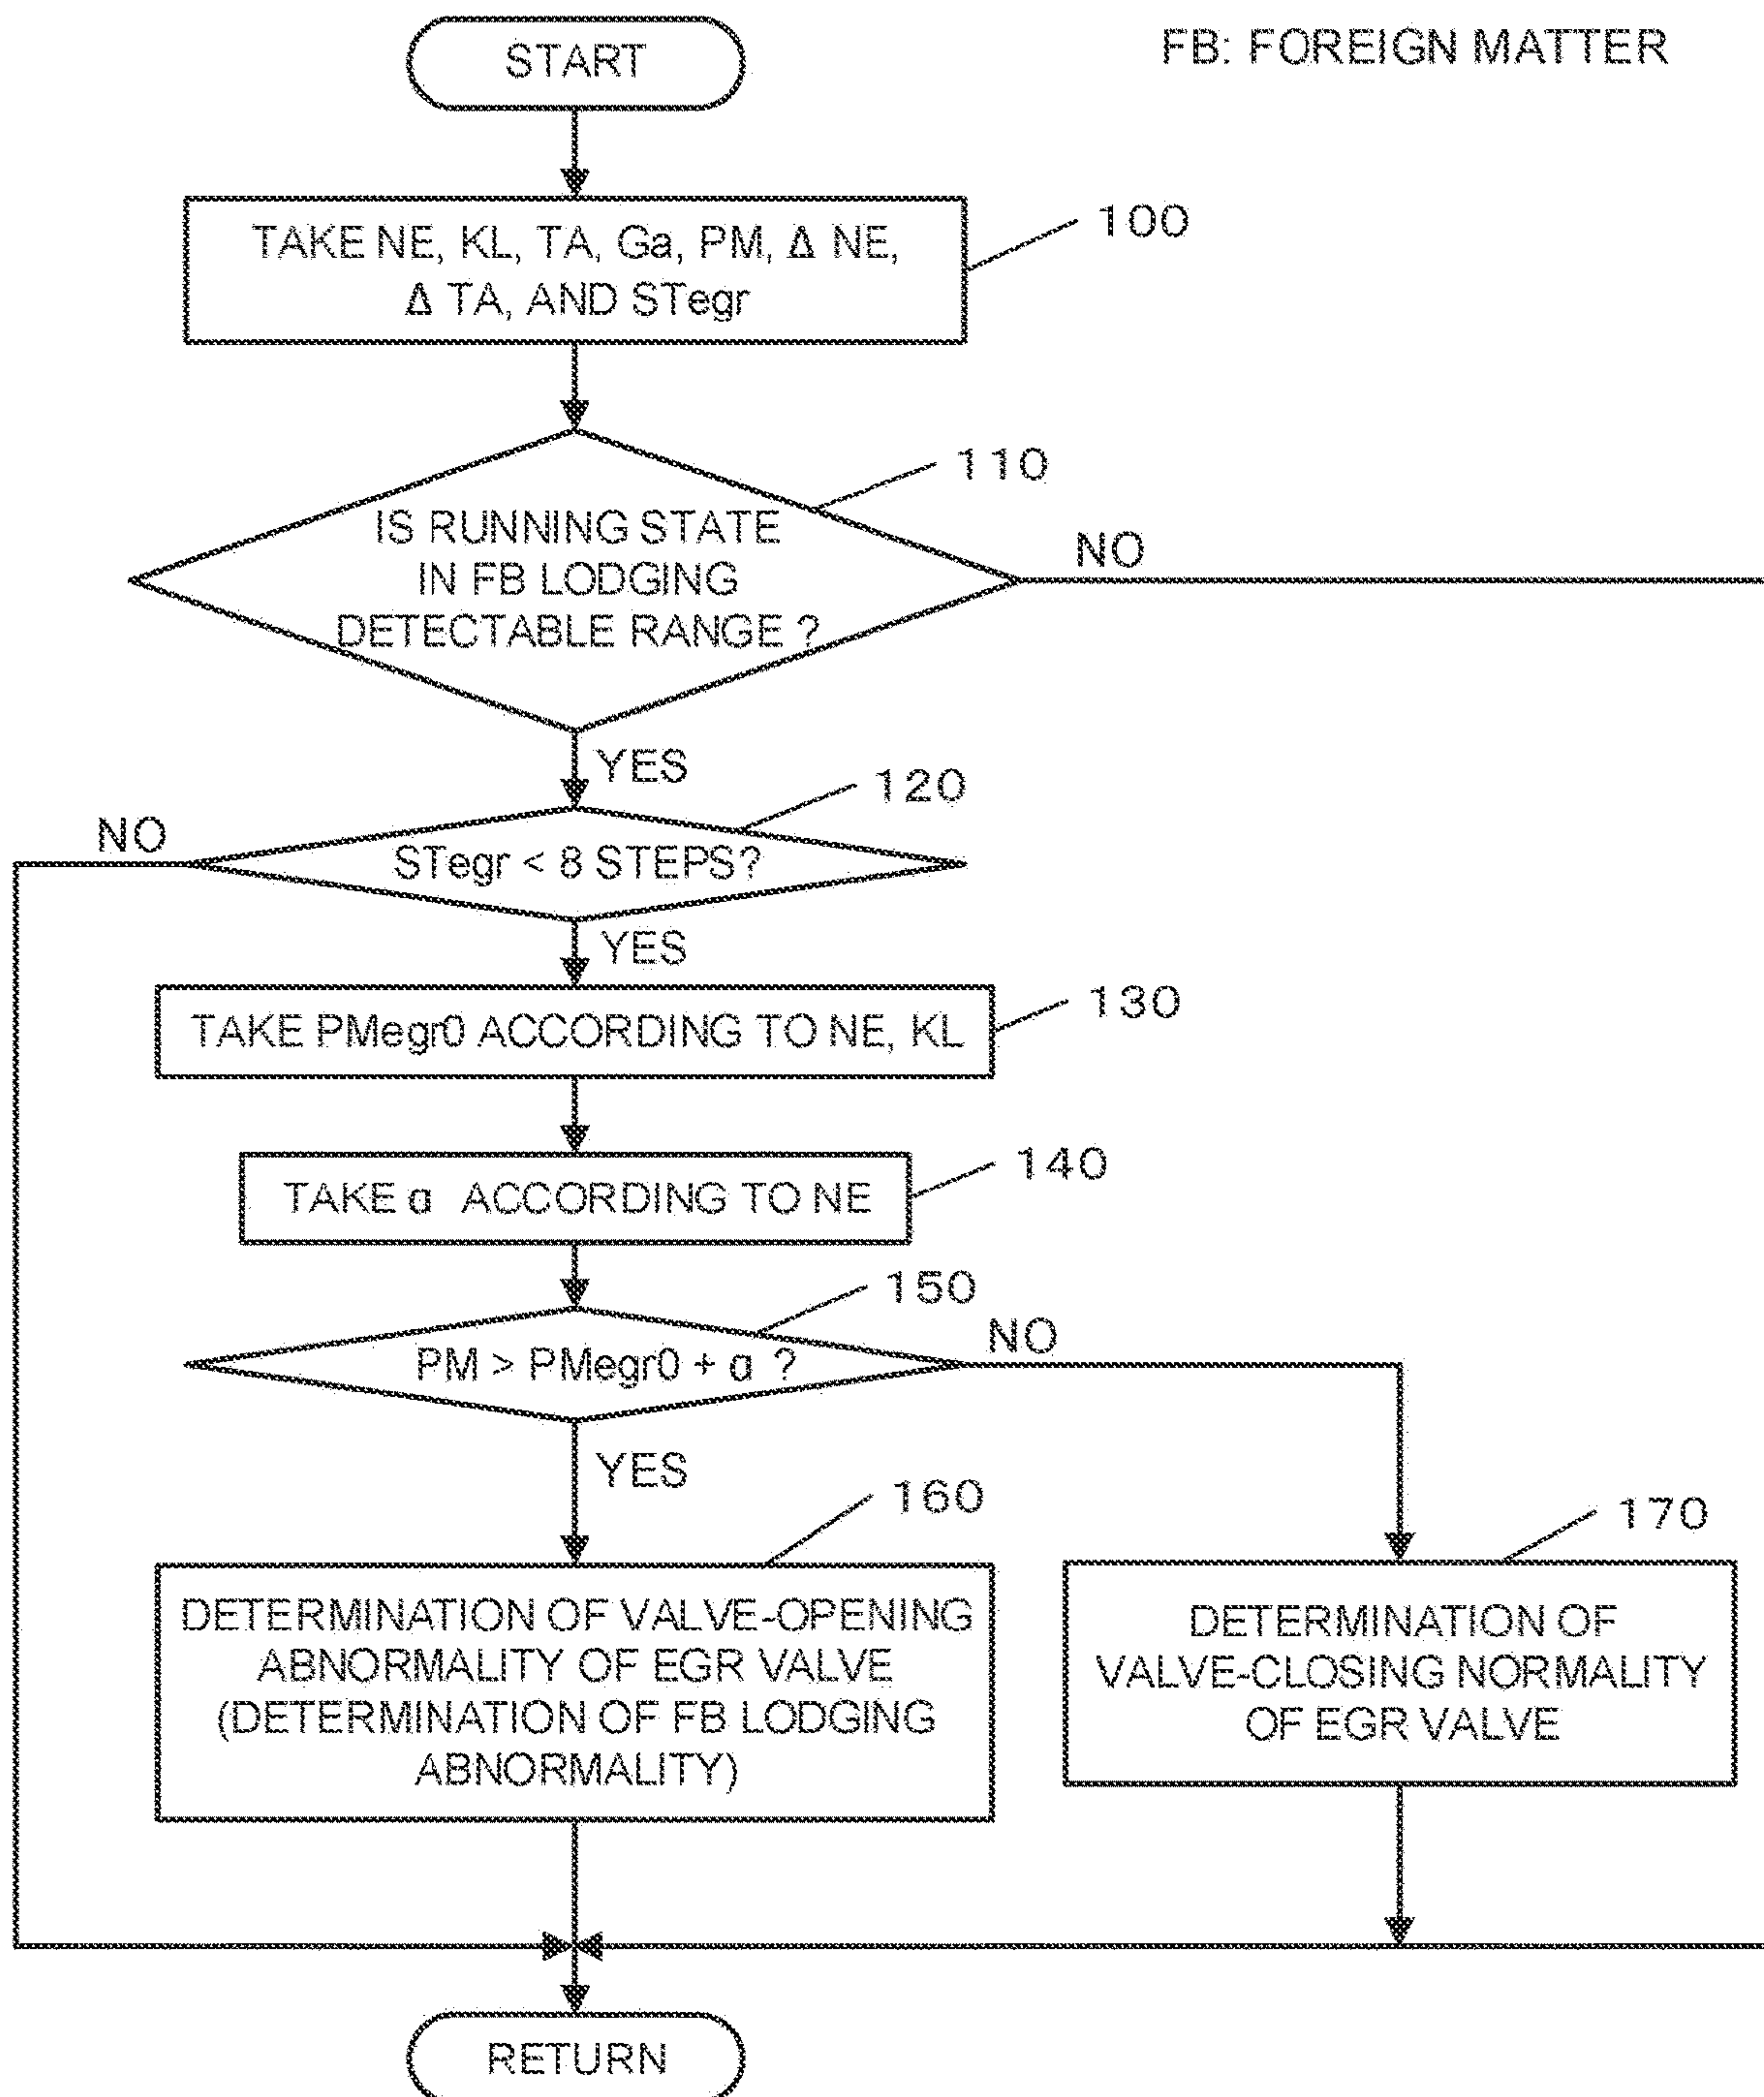 START
FB: FOREIGN MATTER
TAKE NE, KL, TA, Ga, PM, Δ NE,
Δ TA, AND STegr
100
110
IS RUNNING STATE
IN FB LODGING
DETECTABLE RANGE ?
NO
YES
120
NO
STegr < 8 STEPS?
YES
130
TAKE PMegr0 ACCORDING TO NE, KL
140
TAKE α ACCORDING TO NE
150
NO
PM > PMegr0 + α ?
YES
160
170
DETERMINATION OF VALVE-OPENING
ABNORMALITY OF EGR VALVE
(DETERMINATION OF FB LODGING
ABNORMALITY)
DETERMINATION OF
VALVE-CLOSING NORMALITY
OF EGR VALVE
RETURN